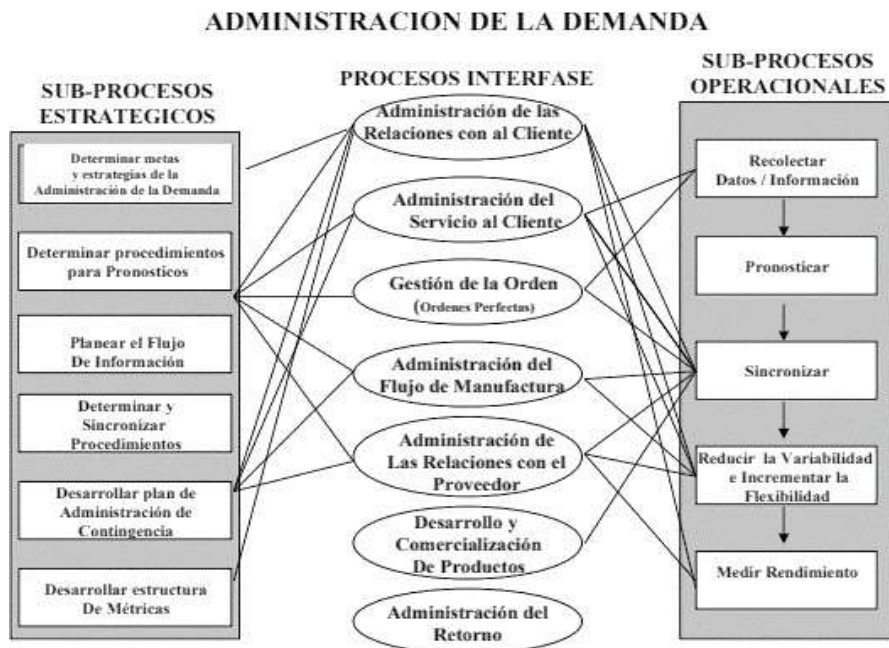 ADMINISTRACION DE LA DEMANDA
SUB-PROCESOS
ESTRATEGICOS
Determinar metas
y estrategias de la
Administración de la Demanda
Determinar procedimientos
para Pronosticos
Planear el Flujo
De Información
Determinar y
Sincronizar
Procedimientos
Desarrollar plan de
Administración de
Contingencia
Desarrollar estructura
De Métricas
PROCESOS INTERFASE
Administración de las
Relaciones con al Cliente
Administración del
Servicio al Cliente
Gestión de la Orden
(Ordenes Perfectas)
Administración del
Flujo de Manufactura
Administración de
Las Relaciones con el
Proveedor
Desarrollo y
Comercialización
De Productos
Administración del
Retorno
SUB-PROCESOS
OPERACIONALES
Recolectar
Datos / Información
Pronosticar
Sincronizar
Reducir la Variabilidad
e Incrementar la
Flexibilidad
Medir Rendimiento